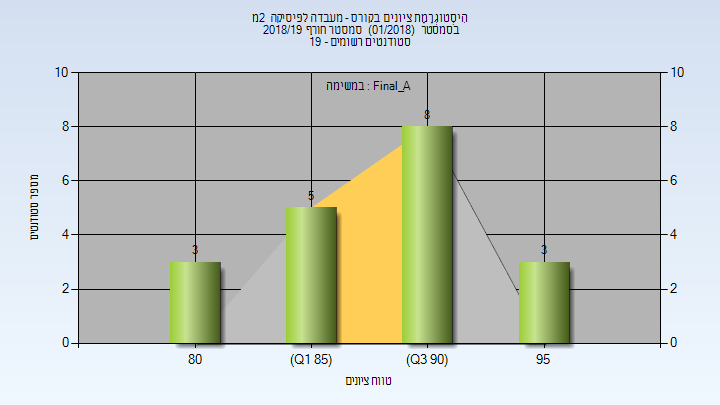 היסטוגרמת ציונים בקורס - מעבדה לפיסיקה 2מ
בסמסטר (01/2018) סמסטר חורף 2018/19
סטודנטים רשומים - 19
במשימה : Final_A
10 10
8 8
6 6
4 4
2 2
0 0
3 5 8 3
מספר סטודנטים
80 (Q1 85) (Q3 90) 95
טווח ציונים